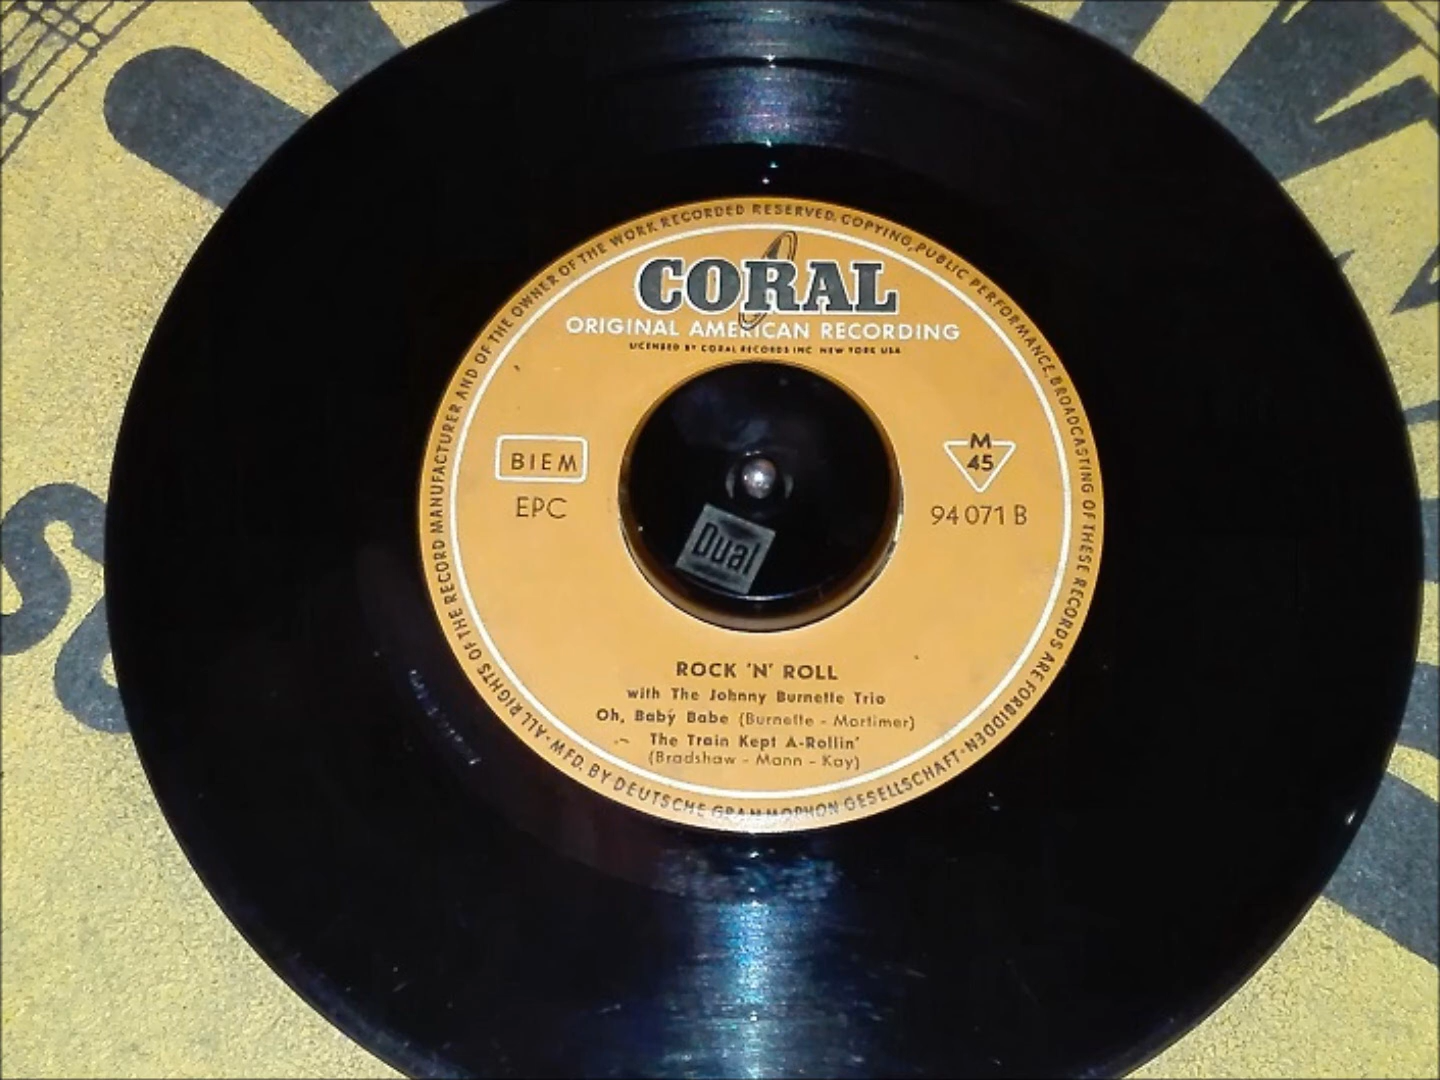 ALL RIGHTS OF THE RECORD MANUFACTURER AND OF THE OWNER OF THE WORK RECORDED RESERVED. COPYING, PUBLIC PERFORMANCE, BROADCASTING OF THESE RECORDS ARE FORBIDDEN · MFD. BY DEUTSCHE GRAMMOPHON GESELLSCHAFT ·
CORAL
ORIGINAL AMERICAN RECORDING
LICENSED BY CORAL RECORDS INC NEW YORK USA
BIEM
EPC
M
45
94 071 B
Dual
ROCK 'N' ROLL
with The Johnny Burnette Trio
Oh, Baby Babe (Burnette - Mortimer)
The Train Kept A-Rollin'
(Bradshaw - Mann - Kay)